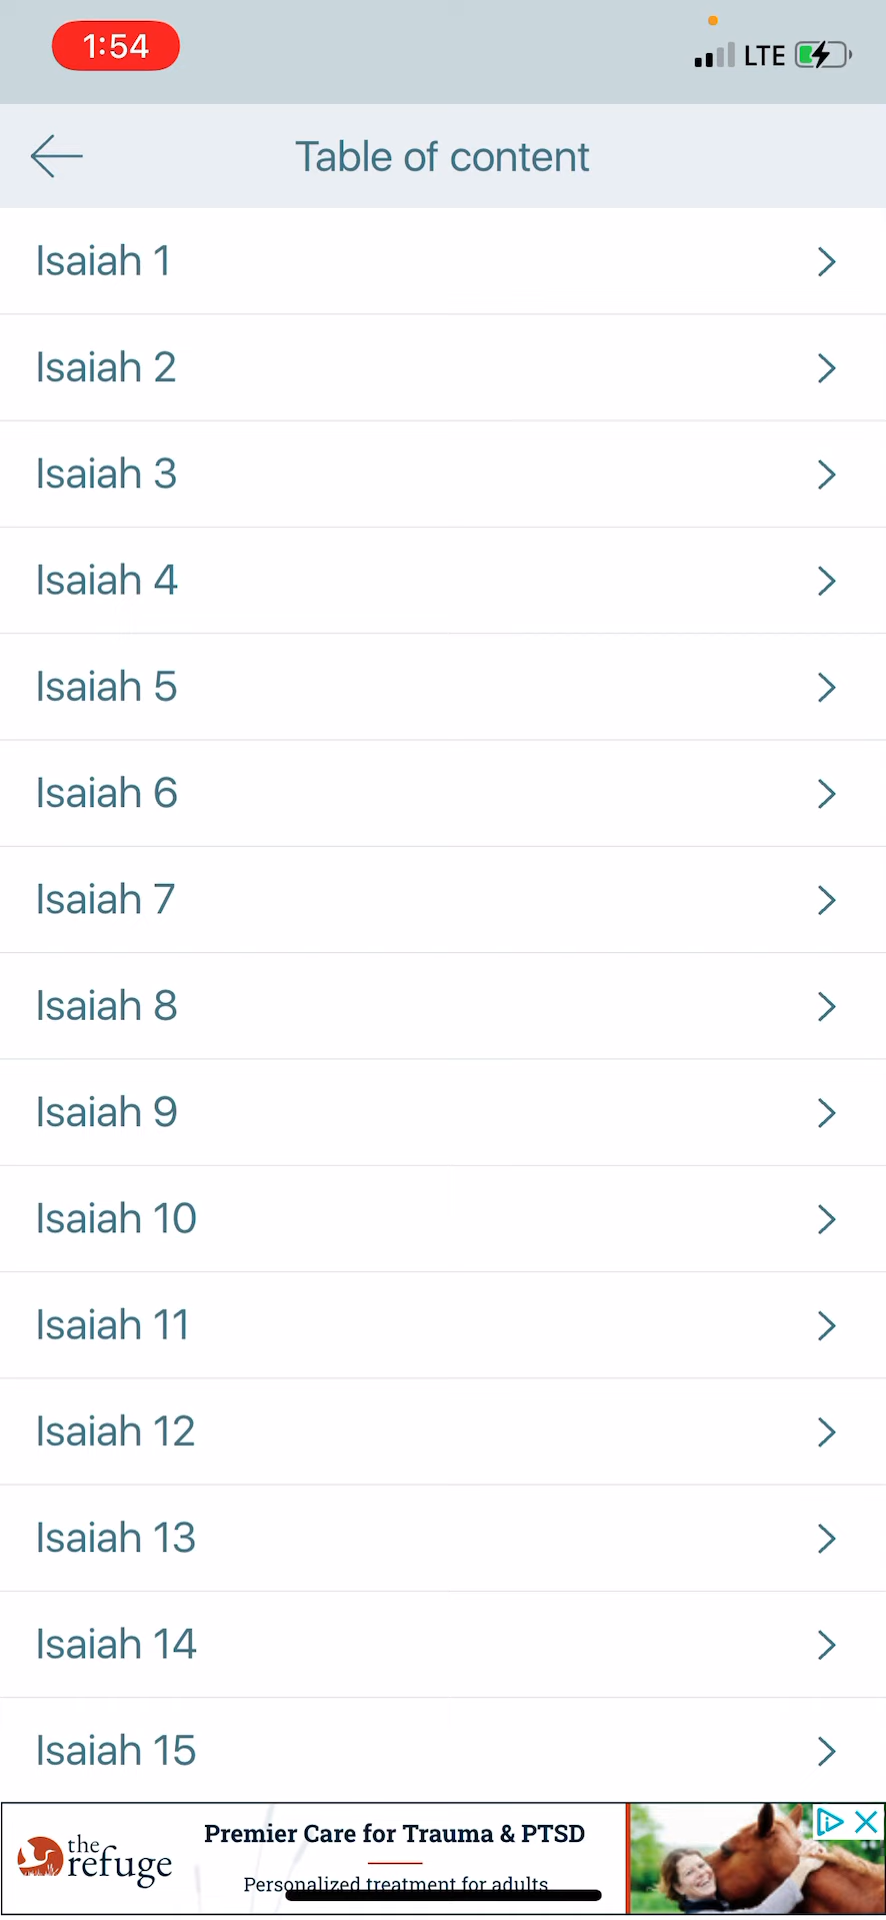 1:54 LTE
Table of content
Isaiah 1
Isaiah 2
Isaiah 3
Isaiah 4
Isaiah 5
Isaiah 6
Isaiah 7
Isaiah 8
Isaiah 9
Isaiah 10
Isaiah 11
Isaiah 12
Isaiah 13
Isaiah 14
Isaiah 15
the
refuge
Premier Care for Trauma & PTSD
Personalized treatment for adults